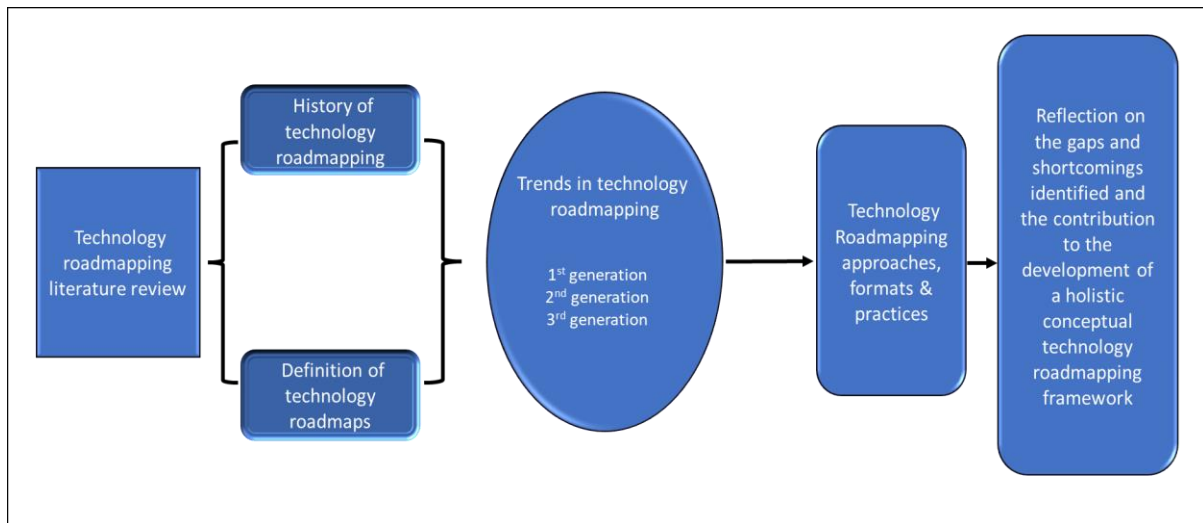 Technology
roadmapping
literature review
History of
technology
roadmapping
Definition of
technology
roadmaps
Trends in technology
roadmapping
1st generation
2nd generation
3rd generation
Technology
Roadmapping
approaches,
formats &
practices
Reflection on
the gaps and
shortcomings
identified and
the contribution
to the
development of
a holistic
conceptual
technology
roadmapping
framework